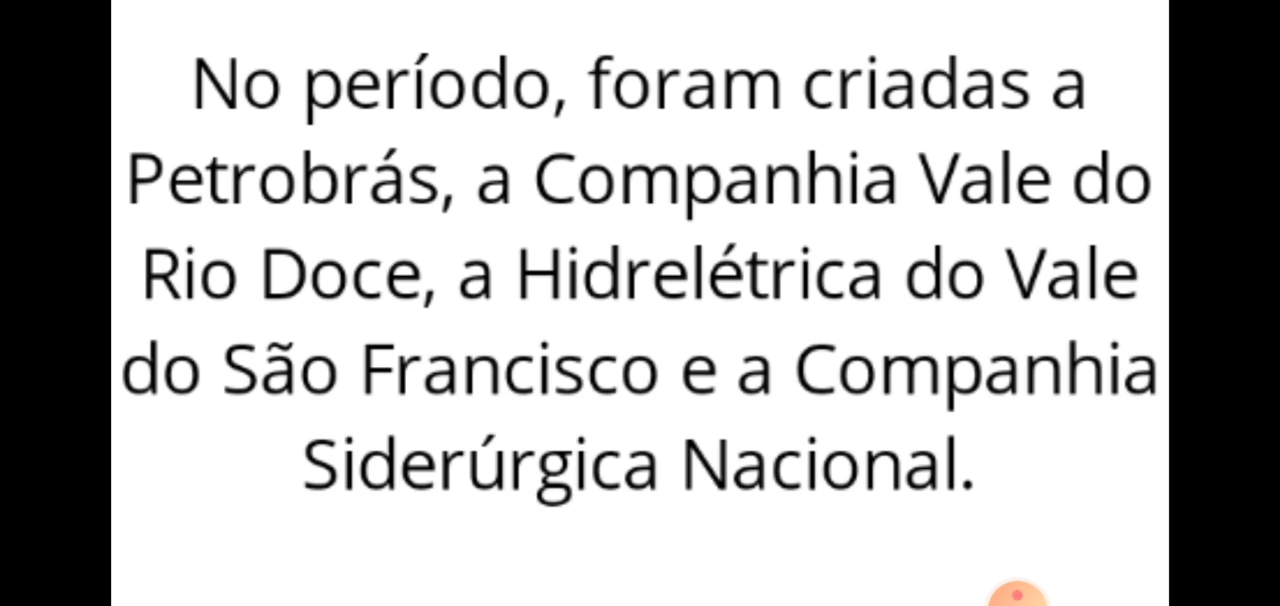 No período, foram criadas a
Petrobrás, a Companhia Vale do
Rio Doce, a Hidrelétrica do Vale
do São Francisco e a Companhia
Siderúrgica Nacional.